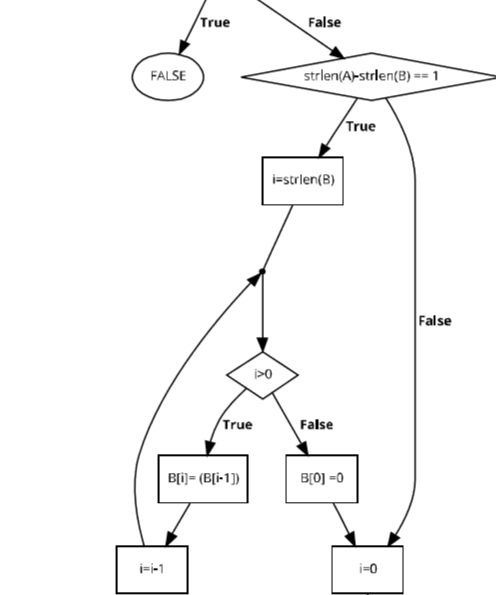 True
False
FALSE
strlen(A)-strlen(B) == 1
True
i=strlen(B)
False
i>0
True
False
B[i]= (B[i-1])
B[0] =0
i=i-1
i=0